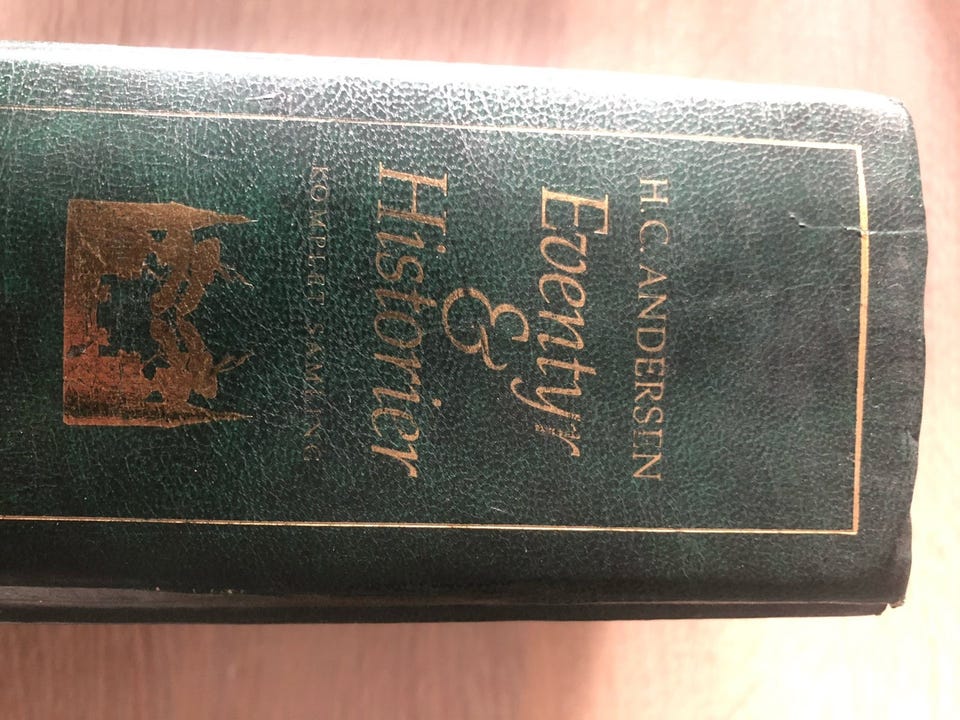 H.C. ANDERSEN
Eventyr
&
Historier
KOMPLET SAMLING